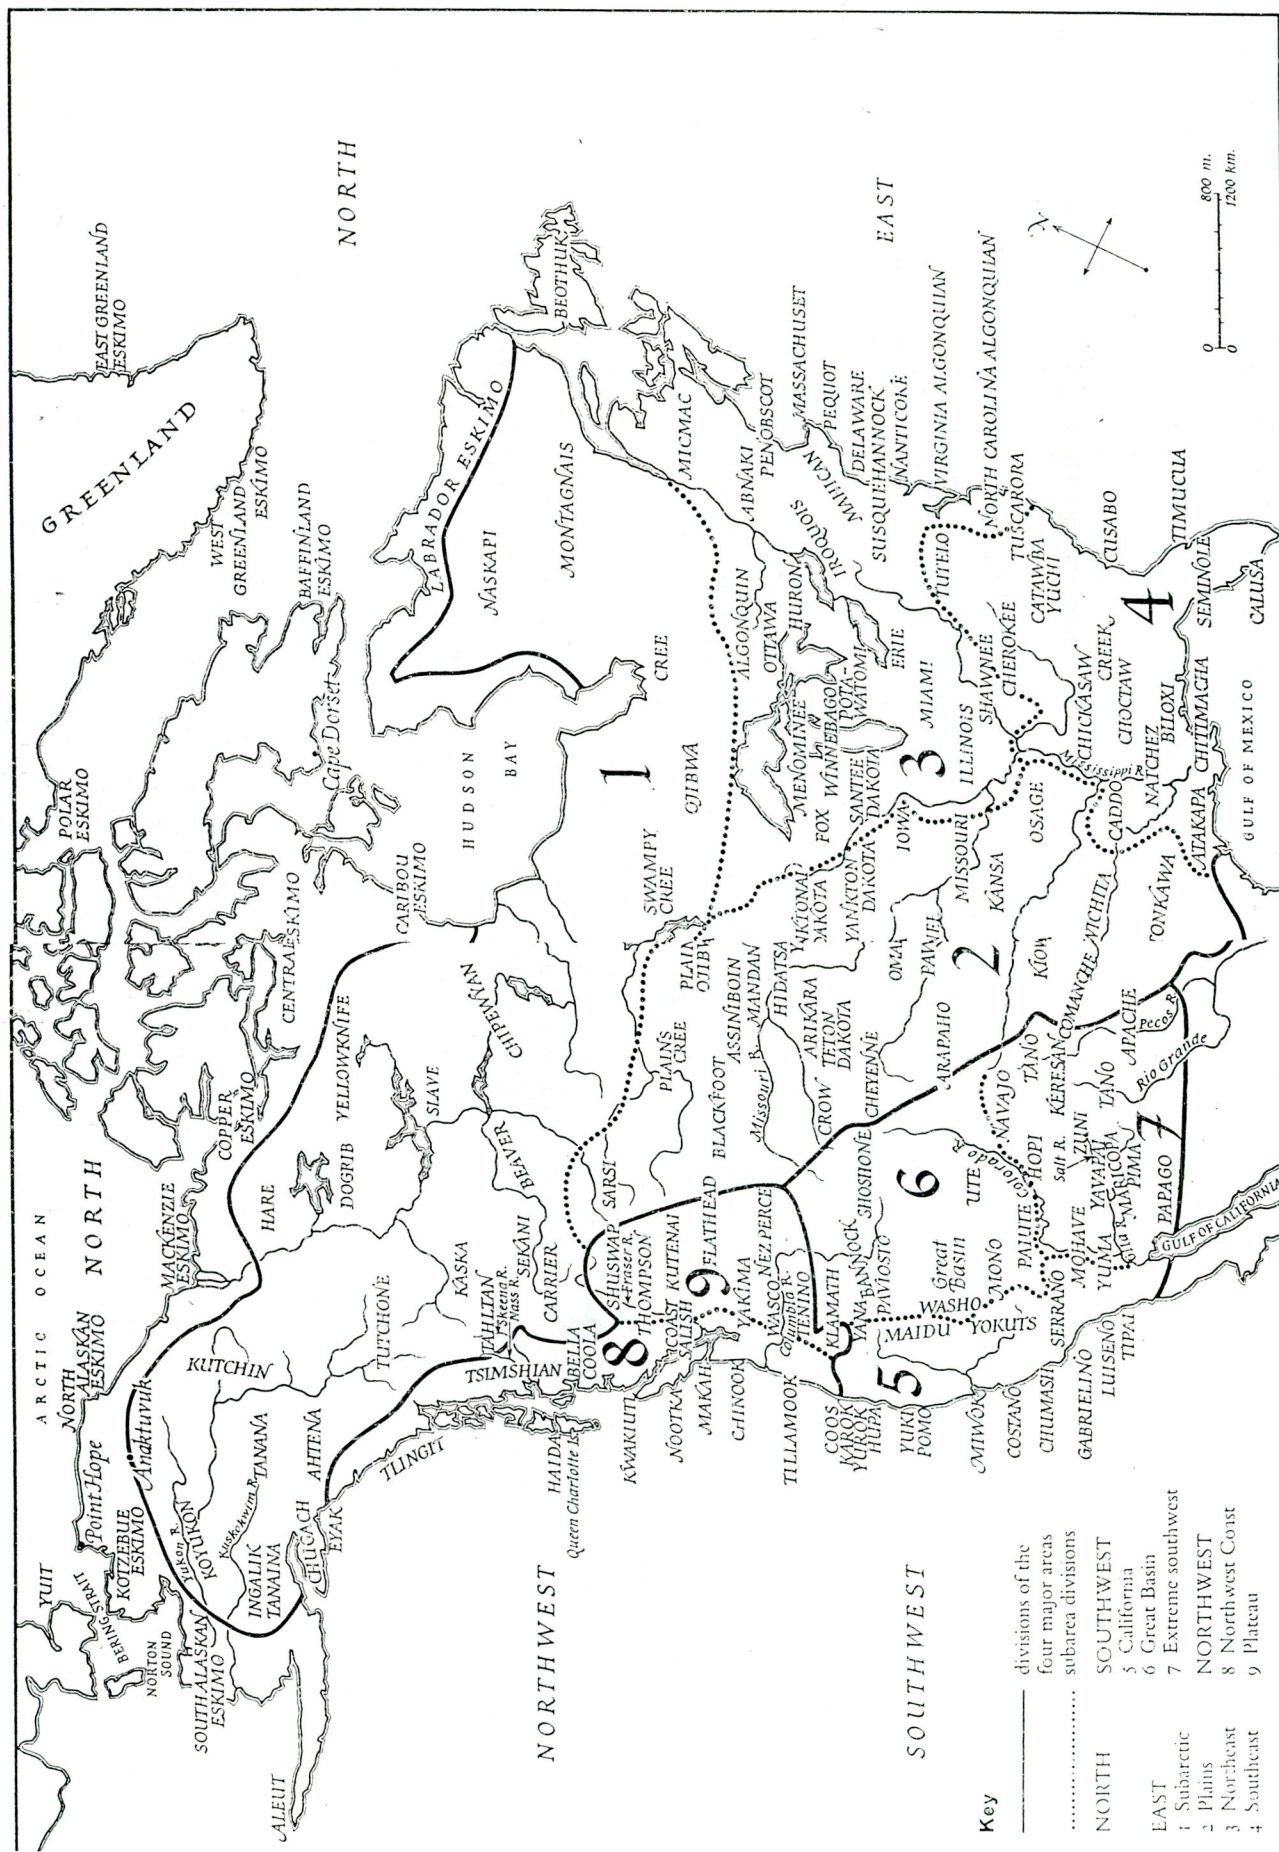 ARCTIC OCEAN
NORTH
GREENLAND
EAST GREENLAND
ESKIMO
WEST
GREENLAND
ESKIMO
POLAR
ESKIMO
BAFFINLAND
ESKIMO
Cape Dorset
YUIT
BERING STRAIT
Point Hope
NORTH
ALASKAN
ESKIMO
KOTZEBUE
ESKIMO
Anaktuvuk
NORTON
SOUND
SOUTH ALASKAN
ESKIMO
ALEUT
MACKENZIE
ESKIMO
COPPER
ESKIMO
CENTRAL
ESKIMO
CARIBOU
ESKIMO
LABRADOR ESKIMO
NORTH
Yukon R.
KOYUKON
Kuskokwim R.
INGALIK
TANAINA
TANANA
KUTCHIN
AHTENA
CHUGACH
EYAK
TUTCHONE
HARE
DOGRIB
YELLOWKNIFE
SLAVE
KASKA
TAHLTAN
Skeena R.
Nass R.
SEKANI
BEAVER
CHIPEWYAN
CARRIER
SARSI
HUDSON
BAY
NASKAPI
MONTAGNAIS
BEOTHUK
CREE
1
OJIBWA
SWAMPY
CREE
TLINGIT
TSIMSHIAN
HAIDA
Queen Charlotte Is.
BELLA
COOLA
8
KWAKIUTL
NOOTKA
COAST
SALISH
MAKAH
CHINOOK
TILLAMOOK
NORTHWEST
SHUSWAP
Fraser R.
THOMPSON
KUTENAI
9
FLATHEAD
YAKIMA
NEZ PERCE
WASCO
Columbia R.
TENINO
KLAMATH
COOS
KAROK
YUROK
HUPA
YANA
YUKI
POMO
5
MAIDU
WASHO
MIWOK
YOKUTS
COSTANO
CHUMASH
SERRANO
GABRIELINO
LUISENO
TIPAI
BANNOCK
PAVIOTSO
SHOSHONE
6
Great
Basin
MONO
UTE
PAIUTE
Colorado R.
MOHAVE
YUMA
Gila R.
YAVAPAI
MARICOPA
PIMA
PAPAGO
HOPI
Salt R.
ZUNI
NAVAJO
TANO
KERESAN
TANO
APACHE
Pecos R.
Rio Grande
7
GULF OF CALIFORNIA
SOUTHWEST
PLAINS
CREE
PLAIN
BLACKFOOT
ASSINIBOIN
Missouri R.
MANDAN
HIDATSA
ARIKARA
CROW
TETON
DAKOTA
CHEYENNE
ARAPAHO
YANKTON
DAKOTA
2
MISSOURI
KANSA
OSAGE
COMANCHE
WICHITA
CADDO
IOWA
SANTEE
DAKOTA
FOX
MENOMINEE
WINNEBAGO
POTA-
WATOMI
3
ILLINOIS
MIAMI
ERIE
HURON
OTTAWA
ALGONQUIN
IROQUOIS
SHAWNEE
MICMAC
ABNAKI
PENOBSCOT
MASSACHUSET
PEQUOT
MAHICAN
DELAWARE
SUSQUEHANNOCK
NANTICOKE
VIRGINIA ALGONQUIAN
NORTH CAROLINA ALGONQUIAN
TUTELO
TUSCARORA
CATAWBA
YUCHI
CHEROKEE
CUSABO
CHICKASAW
CREEK
CHOCTAW
Mississippi R.
NATCHEZ
BILOXI
CHITIMACHA
ATAKAPA
4
TIMUCUA
SEMINOLE
CALUSA
GULF OF MEXICO
EAST
N
0 800 m.
0 1200 km.
Key
divisions of the
four major areas
subarea divisions
NORTH
EAST
1 Subarctic
2 Plains
3 Northeast
4 Southeast
SOUTHWEST
5 California
6 Great Basin
7 Extreme southwest
NORTHWEST
8 Northwest Coast
9 Plateau